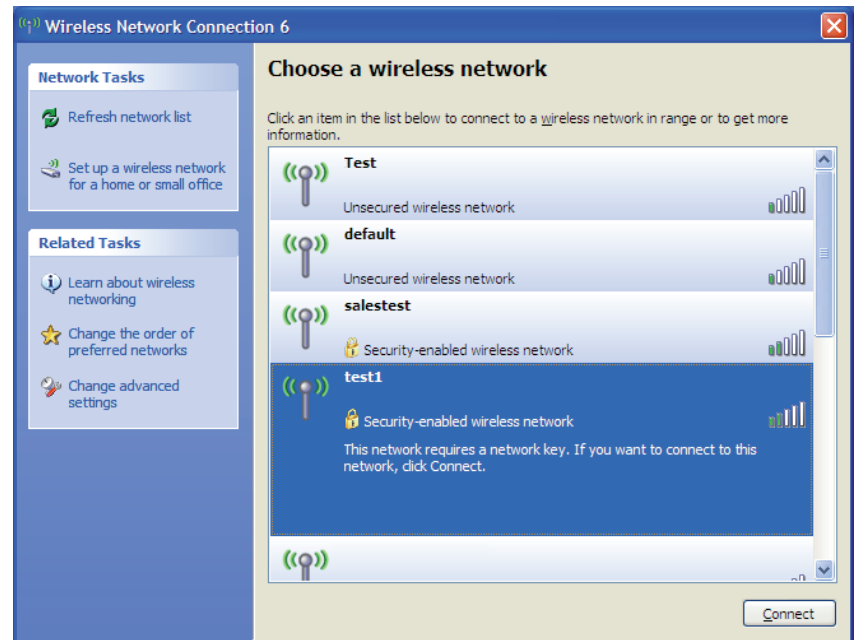 Wireless Network Connection 6
Network Tasks
Refresh network list
Set up a wireless network
for a home or small office
Related Tasks
Learn about wireless
networking
Change the order of
preferred networks
Change advanced
settings
Choose a wireless network
Click an item in the list below to connect to a wireless network in range or to get more
information.
Test
Unsecured wireless network
default
Unsecured wireless network
salestest
Security-enabled wireless network
test1
Security-enabled wireless network
This network requires a network key. If you want to connect to this
network, click Connect.
Connect